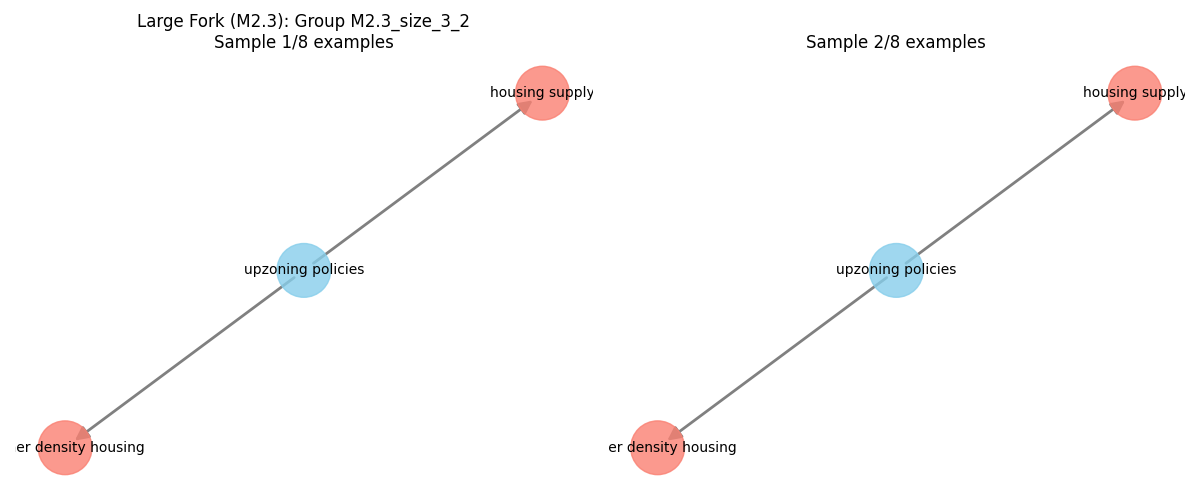 Large Fork (M2.3): Group M2.3_size_3_2
Sample 1/8 examples
housing supply
upzoning policies
er density housing
Sample 2/8 examples
housing supply
upzoning policies
er density housing